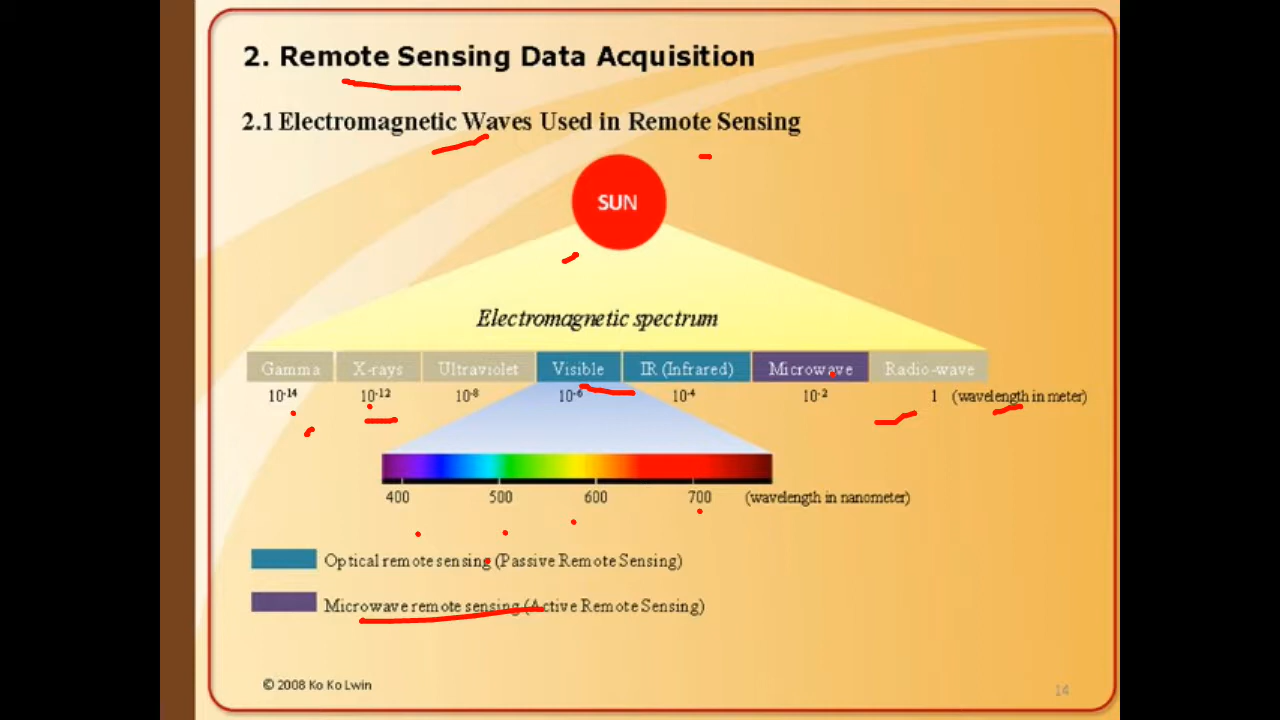 2. Remote Sensing Data Acquisition
2.1 Electromagnetic Waves Used in Remote Sensing
SUN
Electromagnetic spectrum
Gamma X-rays Ultraviolet Visible IR (Infrared) Microwave Radio-wave
10⁻¹⁴ 10⁻¹² 10⁻⁸ 10⁻⁶ 10⁻⁴ 10⁻² 1 (wavelength in meter)
400 500 600 700 (wavelength in nanometer)
Optical remote sensing (Passive Remote Sensing)
Microwave remote sensing (Active Remote Sensing)
© 2008 Ko Ko Lwin
14